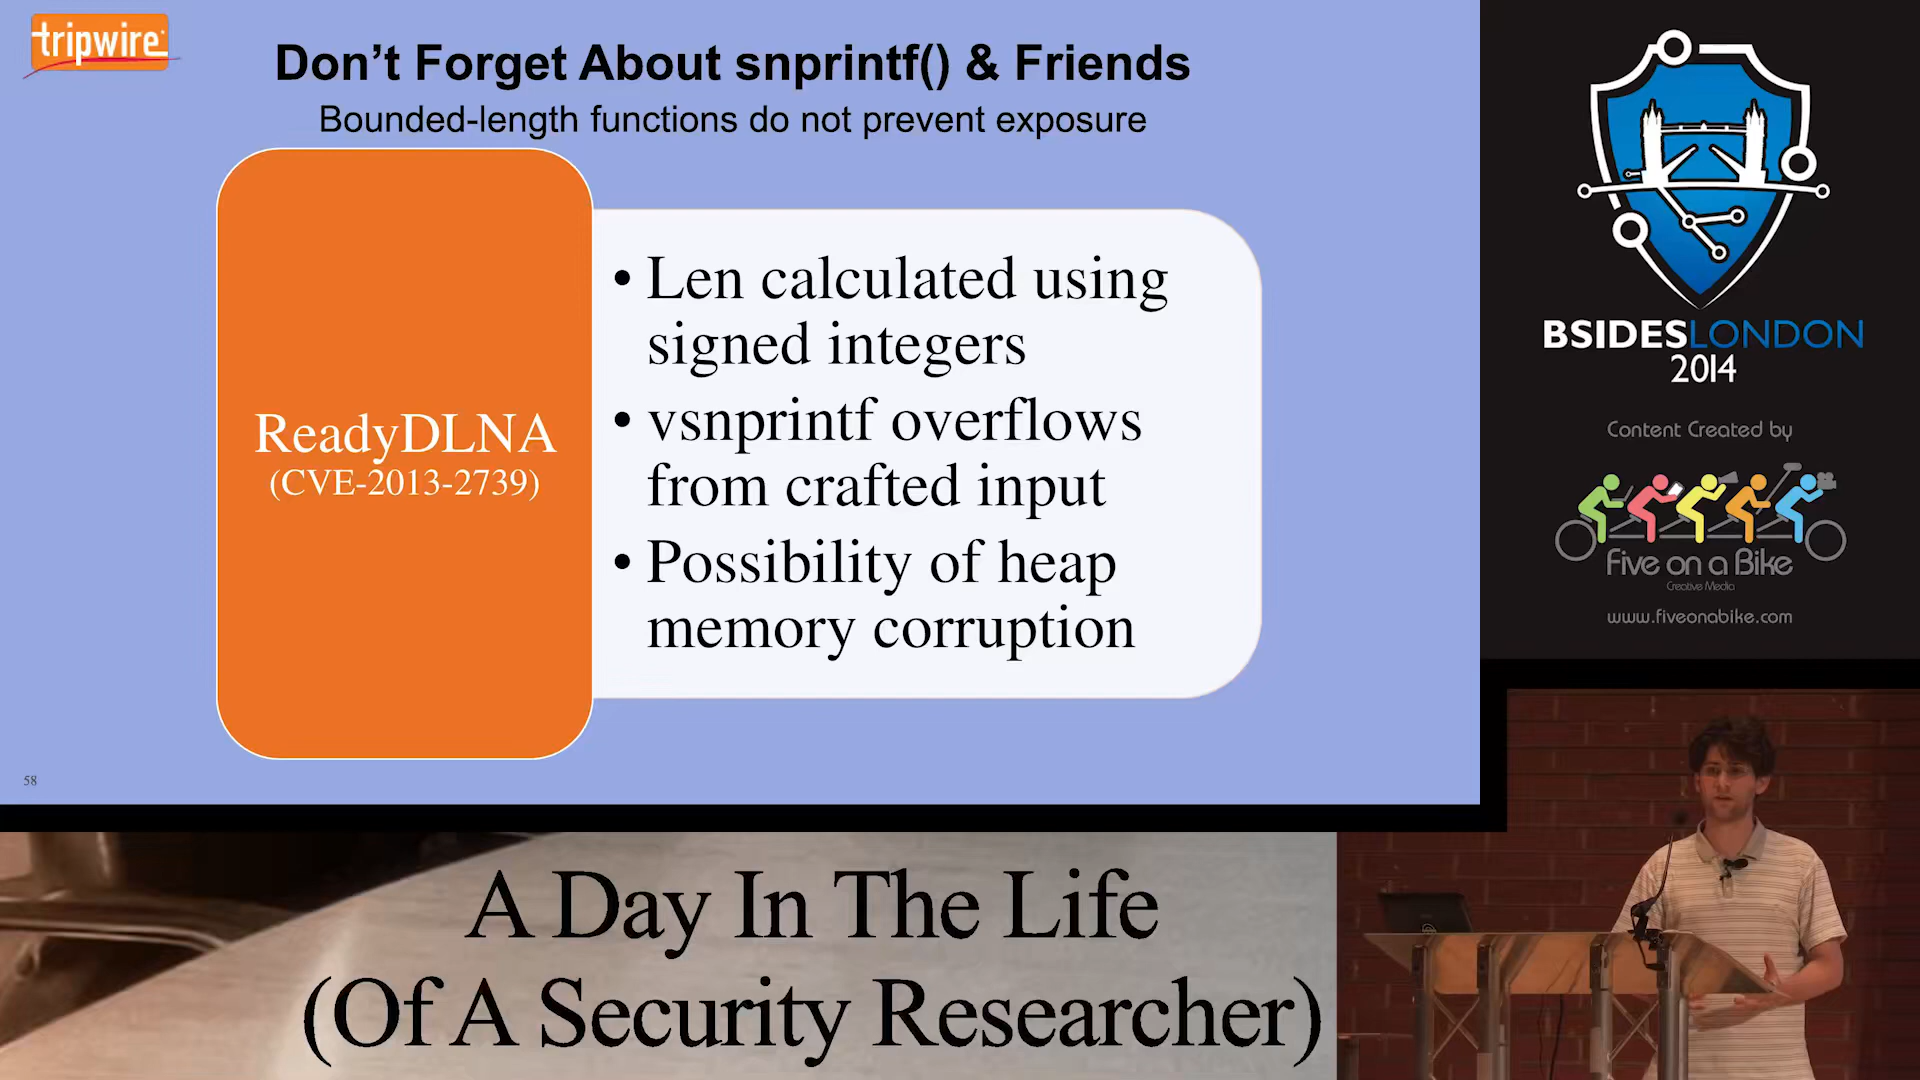 tripwire
Don't Forget About snprintf() & Friends
Bounded-length functions do not prevent exposure
ReadyDLNA
(CVE-2013-2739)
• Len calculated using
signed integers
• vsnprintf overflows
from crafted input
• Possibility of heap
memory corruption
58
BSIDESLONDON
2014
Content Created by
Five on a Bike
Creative Media
www.fiveonabike.com
A Day In The Life
(Of A Security Researcher)